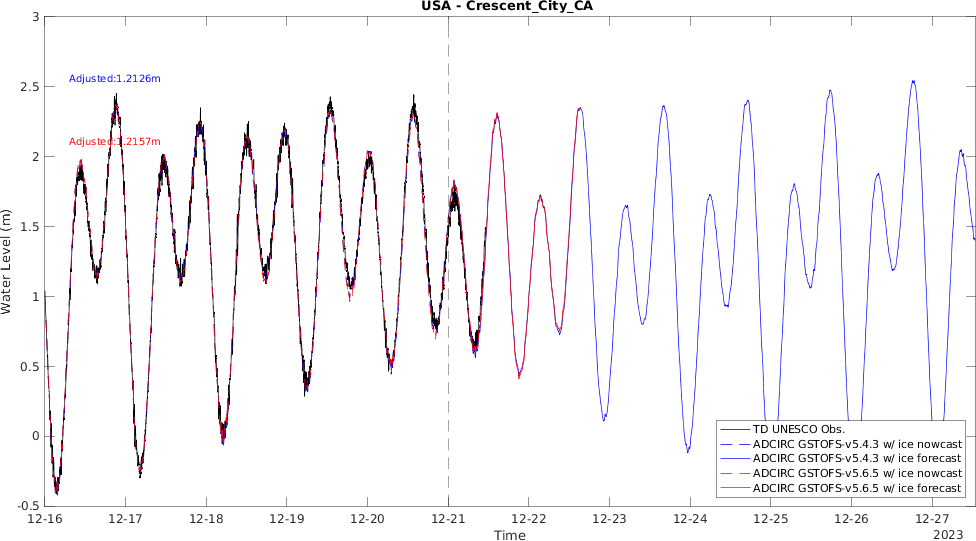 USA - Crescent_City_CA
3
2.5
2
1.5
1
0.5
0
-0.5
Water Level (m)
Adjusted:1.2126m
Adjusted:1.2157m
TD UNESCO Obs.
ADCIRC GSTOFS-v5.4.3 w/ ice nowcast
ADCIRC GSTOFS-v5.4.3 w/ ice forecast
ADCIRC GSTOFS-v5.6.5 w/ ice nowcast
ADCIRC GSTOFS-v5.6.5 w/ ice forecast
12-16 12-17 12-18 12-19 12-20 12-21 12-22 12-23 12-24 12-25 12-26 12-27
Time
2023